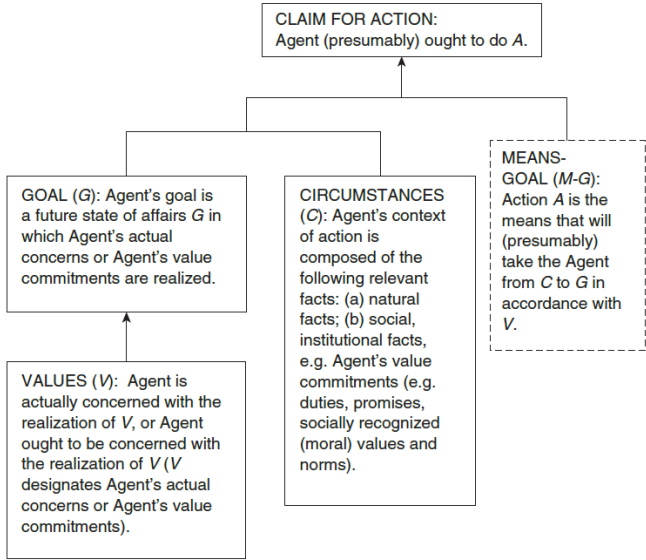 CLAIM FOR ACTION:
Agent (presumably) ought to do A.
GOAL (G): Agent’s goal is
a future state of affairs G in
which Agent’s actual
concerns or Agent’s value
commitments are realized.
VALUES (V):  Agent is
actually concerned with the
realization of V, or Agent
ought to be concerned with
the realization of V (V
designates Agent’s actual
concerns or Agent’s value
commitments).
CIRCUMSTANCES
(C): Agent’s context
of action is
composed of the
following relevant
facts: (a) natural
facts; (b) social,
institutional facts,
e.g. Agent’s value
commitments (e.g.
duties, promises,
socially recognized
(moral) values and
norms).
MEANS-
GOAL (M-G):
Action A is the
means that will
(presumably)
take the Agent
from C to G in
accordance with
V.